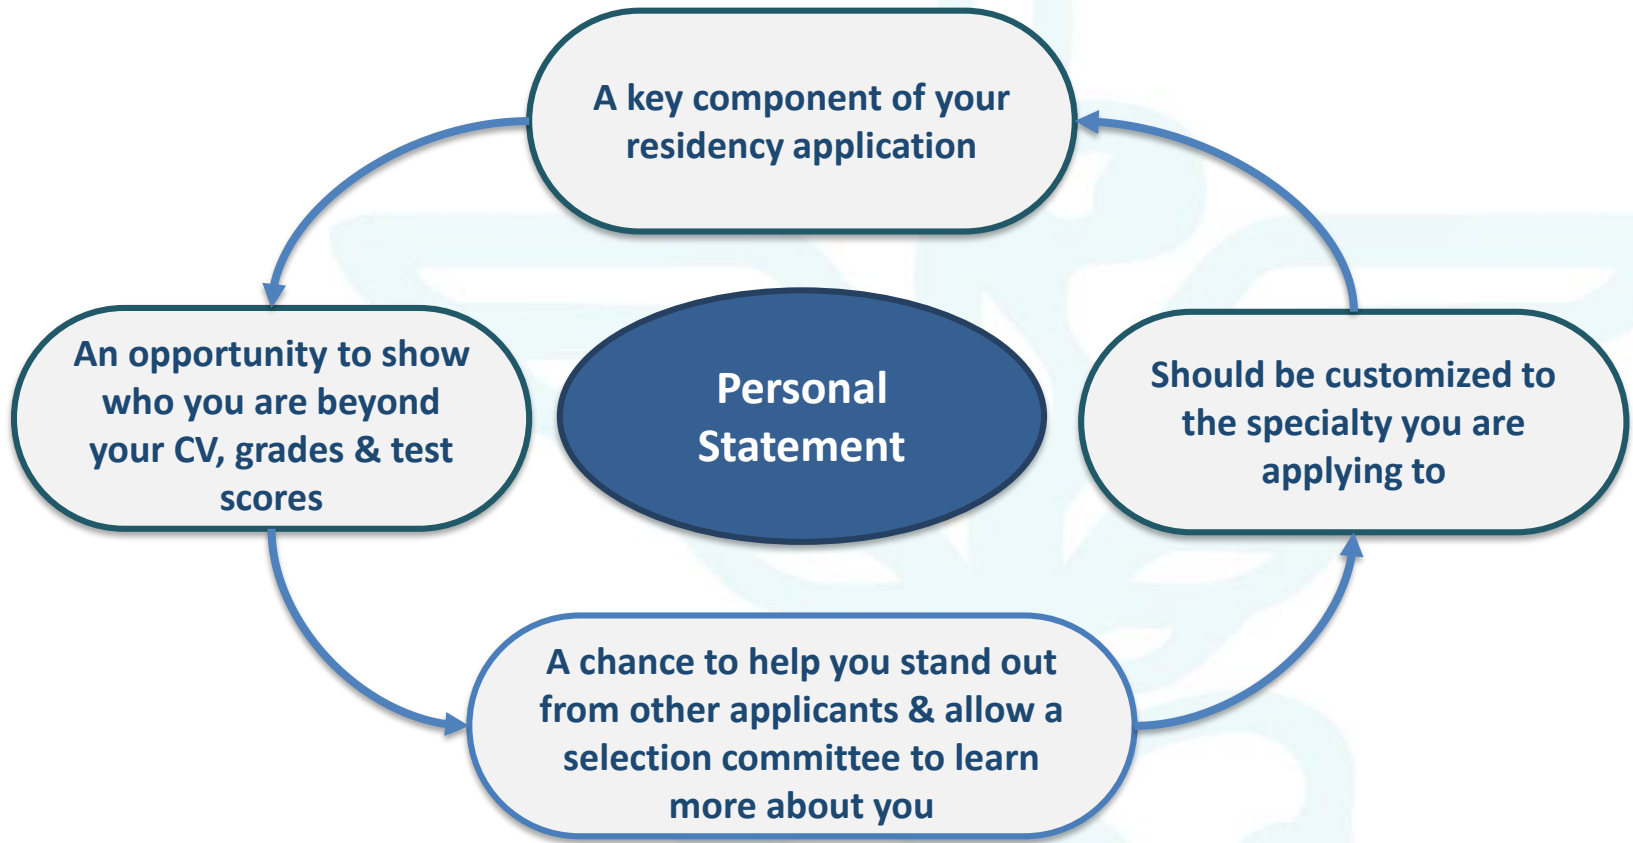 A key component of your
residency application
An opportunity to show
who you are beyond
your CV, grades & test
scores
Personal
Statement
Should be customized to
the specialty you are
applying to
A chance to help you stand out
from other applicants & allow a
selection committee to learn
more about you